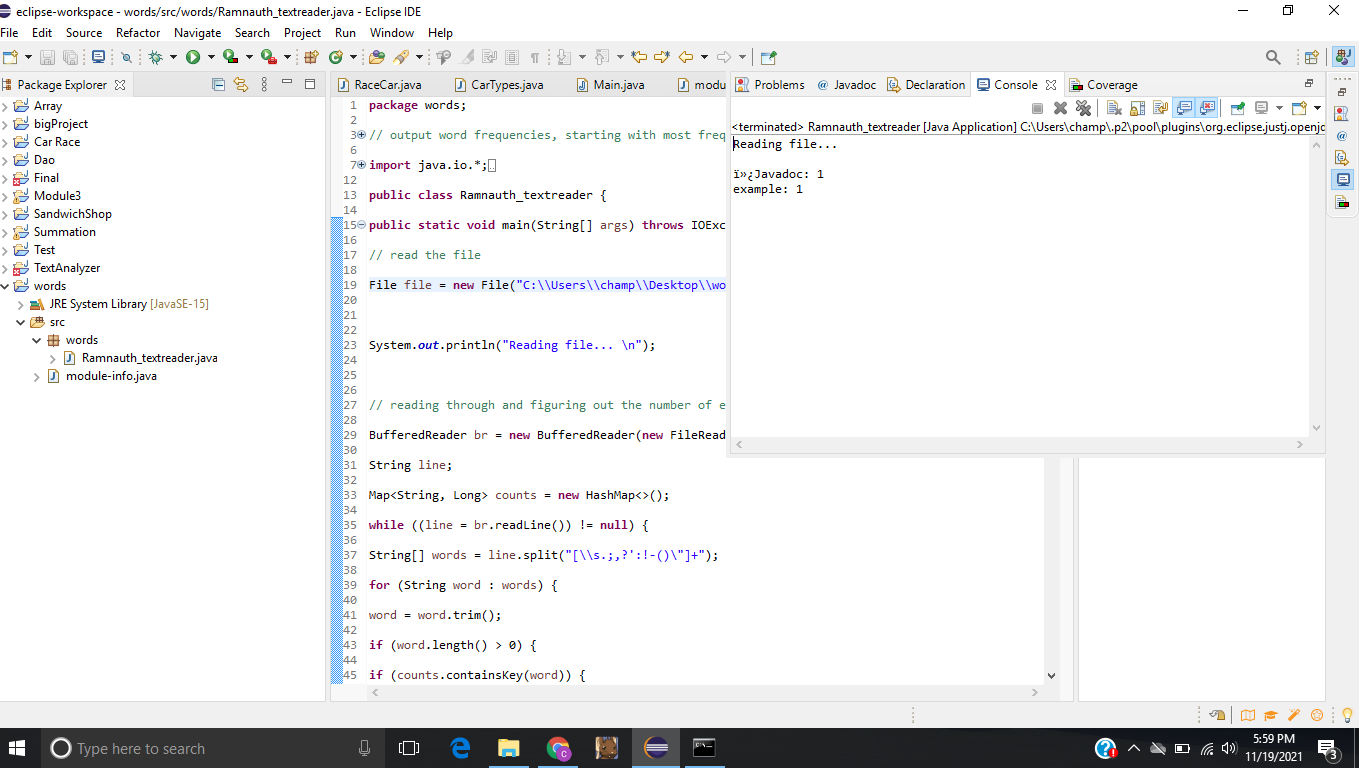 eclipse-workspace - words/src/words/Ramnauth_textreader.java - Eclipse IDE
File Edit Source Refactor Navigate Search Project Run Window Help
Package Explorer
Array
bigProject
Car Race
Dao
Final
Module3
SandwichShop
Summation
Test
TextAnalyzer
words
JRE System Library [JavaSE-15]
src
words
Ramnauth_textreader.java
module-info.java
RaceCar.java CarTypes.java Main.java modu
1 package words;
2
3 // output word frequencies, starting with most freq
6
7 import java.io.*;
12
13 public class Ramnauth_textreader {
14
15 public static void main(String[] args) throws IOExc
16
17 // read the file
18
19 File file = new File("C:\\Users\\champ\\Desktop\\wo
20
21
22
23 System.out.println("Reading file... \n");
24
25
26
27 // reading through and figuring out the number of e
28
29 BufferedReader br = new BufferedReader(new FileRead
30
31 String line;
32
33 Map<String, Long> counts = new HashMap<>();
34
35 while ((line = br.readLine()) != null) {
36
37 String[] words = line.split("[\\s.;,?':!-()\"]+");
38
39 for (String word : words) {
40
41 word = word.trim();
42
43 if (word.length() > 0) {
44
45 if (counts.containsKey(word)) {
Problems Javadoc Declaration Console Coverage
<terminated> Ramnauth_textreader [Java Application] C:\Users\champ\.p2\pool\plugins\org.eclipse.justj.openjd
Reading file...
ï»¿Javadoc: 1
example: 1
Type here to search
5:59 PM
11/19/2021
3